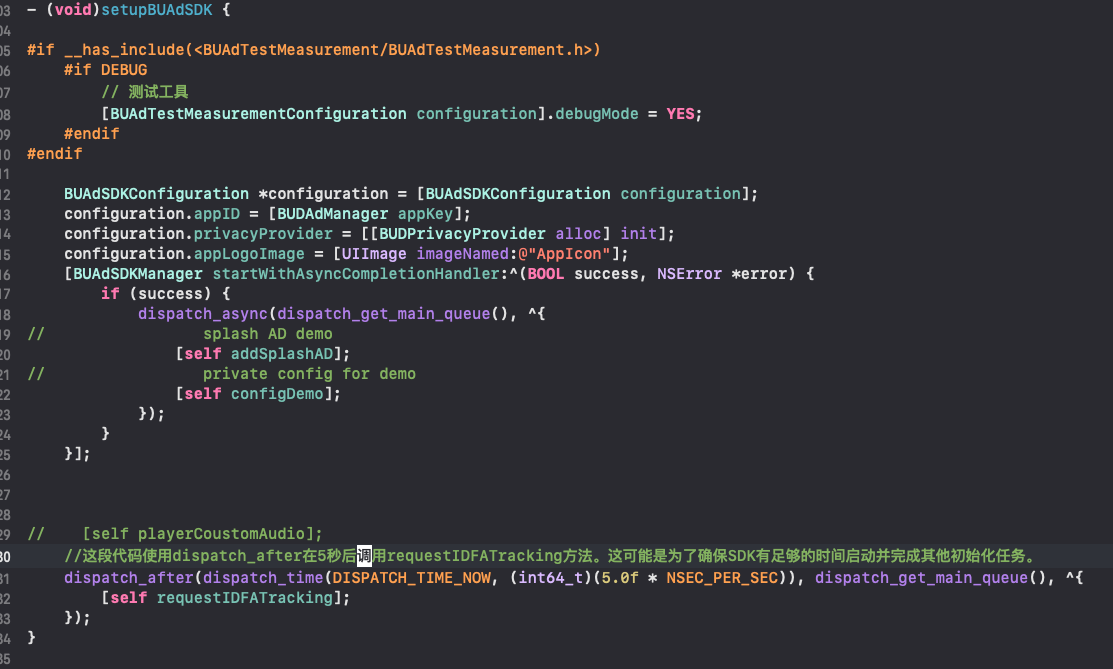 03 - (void)setupBUAdSDK {
04
05 #if __has_include(<BUAdTestMeasurement/BUAdTestMeasurement.h>)
06     #if DEBUG
07         // 测试工具
08         [BUAdTestMeasurementConfiguration configuration].debugMode = YES;
09     #endif
10 #endif
11
12     BUAdSDKConfiguration *configuration = [BUAdSDKConfiguration configuration];
13     configuration.appID = [BUDAdManager appKey];
14     configuration.privacyProvider = [[BUDPrivacyProvider alloc] init];
15     configuration.appLogoImage = [UIImage imageNamed:@"AppIcon"];
16     [BUAdSDKManager startWithAsyncCompletionHandler:^(BOOL success, NSError *error) {
17         if (success) {
18             dispatch_async(dispatch_get_main_queue(), ^{
19 //                 splash AD demo
20                 [self addSplashAD];
21 //                 private config for demo
22                 [self configDemo];
23             });
24         }
25     }];
26
27
28
29 //    [self playerCoustomAudio];
30     //这段代码使用dispatch_after在5秒后调用requestIDFATracking方法。这可能是为了确保SDK有足够的时间启动并完成其他初始化任务。
31     dispatch_after(dispatch_time(DISPATCH_TIME_NOW, (int64_t)(5.0f * NSEC_PER_SEC)), dispatch_get_main_queue(), ^{
32         [self requestIDFATracking];
33     });
34 }
35